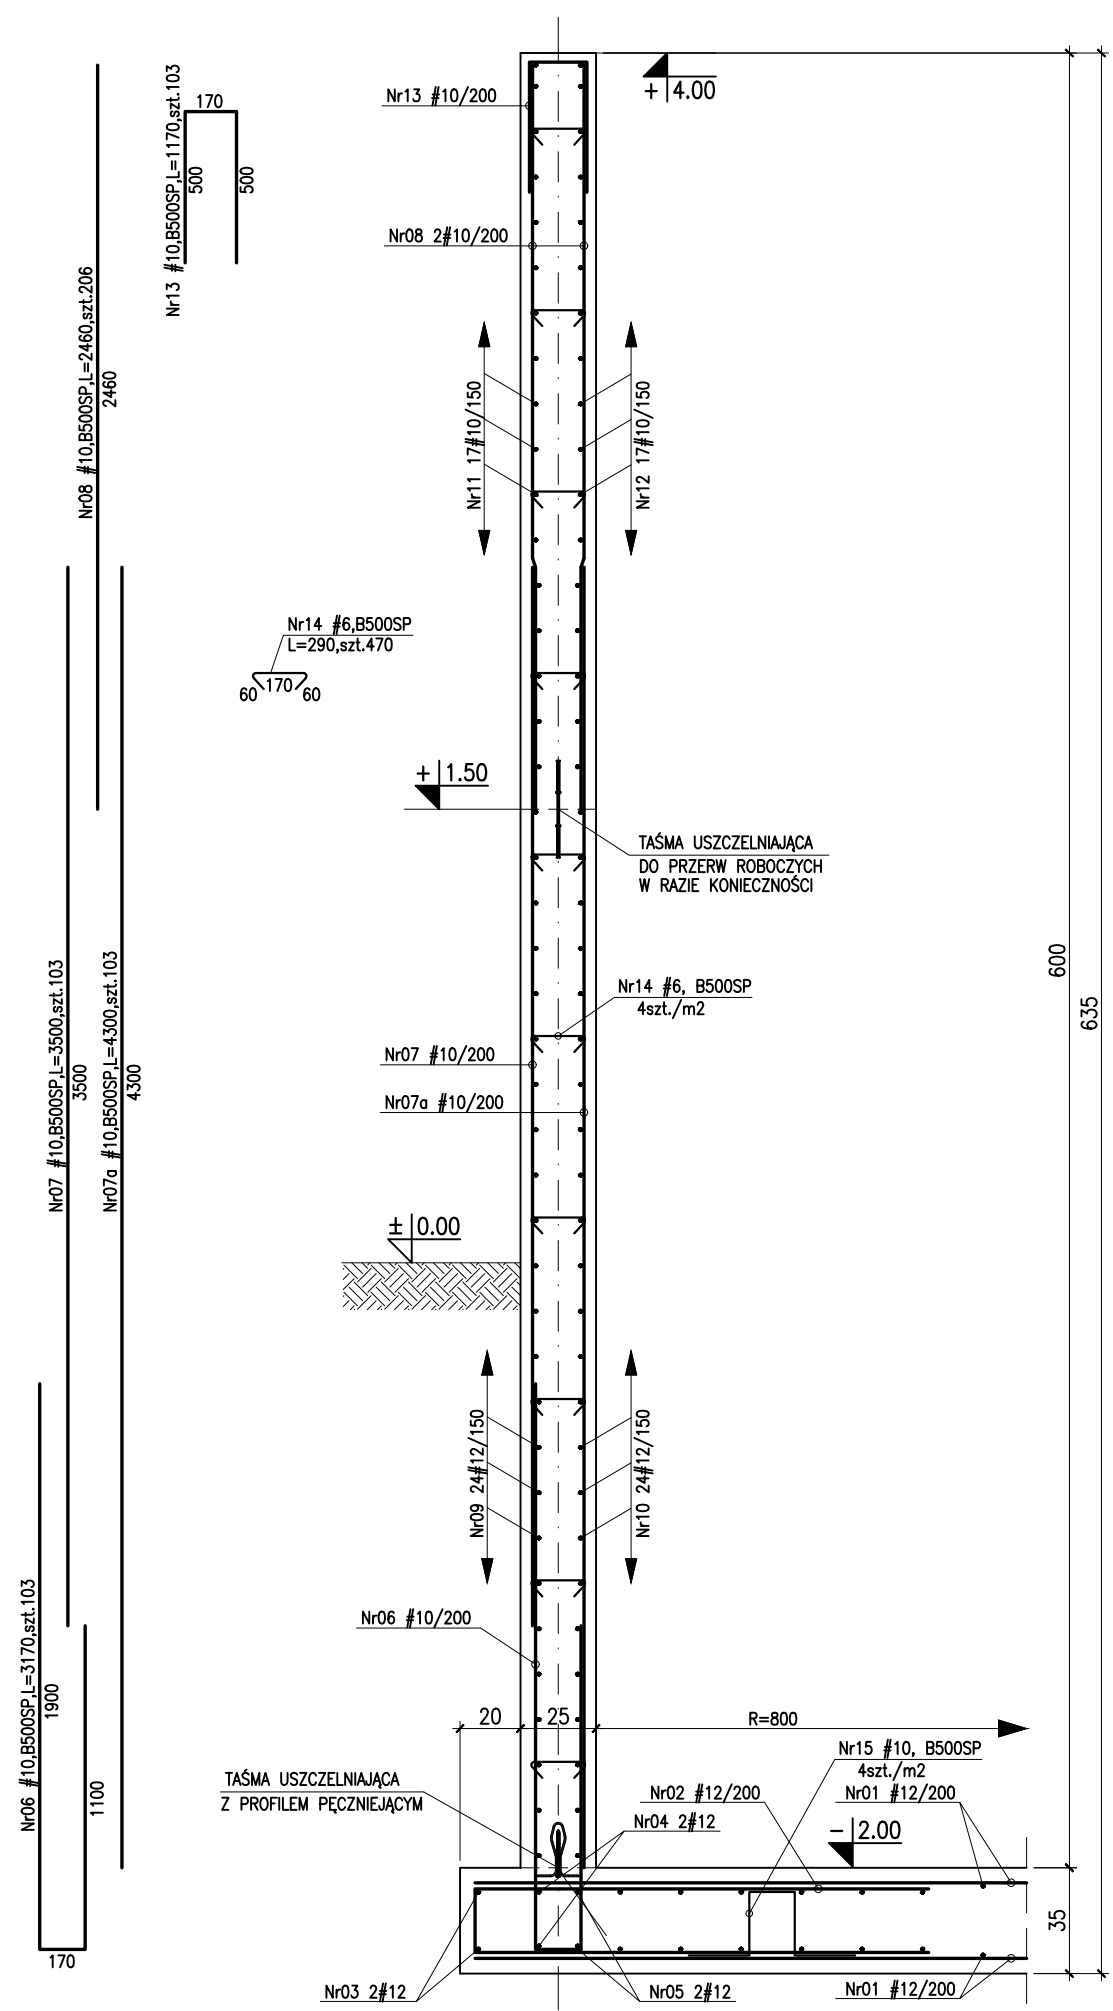 + 4.00
Nr13 #10/200
170
500
500
Nr13 #10,B500SP,L=1170,szt.103
Nr08 2#10/200
Nr08 #10,B500SP,L=2460,szt.206
2460
Nr11 17#10/150
Nr12 17#10/150
Nr14 #6,B500SP
L=290,szt.470
60
170
60
+ 1.50
TAŚMA USZCZELNIAJĄCA
DO PRZERW ROBOCZYCH
W RAZIE KONIECZNOŚCI
600
635
Nr14 #6, B500SP
4szt./m2
Nr07 #10/200
Nr07a #10/200
Nr07 #10,B500SP,L=3500,szt.103
3500
Nr07a #10,B500SP,L=4300,szt.103
4300
± 0.00
Nr09 24#12/150
Nr10 24#12/150
Nr06 #10/200
Nr06 #10,B500SP,L=3170,szt.103
1900
1100
170
20
25
R=800
Nr15 #10, B500SP
4szt./m2
TAŚMA USZCZELNIAJĄCA
Z PROFILEM PĘCZNIEJĄCYM
Nr02 #12/200
Nr01 #12/200
Nr04 2#12
- 2.00
35
Nr03 2#12
Nr05 2#12
Nr01 #12/200